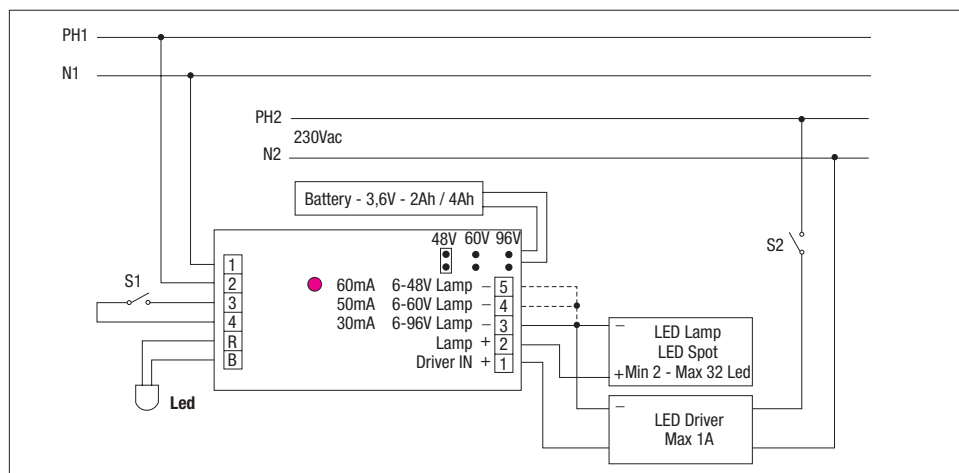 PH1
N1
PH2
230Vac
N2
Battery - 3,6V - 2Ah / 4Ah
48V 60V 96V
S2
S1
1
2
3
4
R
B
60mA 6-48V Lamp – 5
50mA 6-60V Lamp – 4
30mA 6-96V Lamp – 3
Lamp + 2
Driver IN + 1
– LED Lamp
LED Spot
+ Min 2 - Max 32 Led
Led
– LED Driver
Max 1A